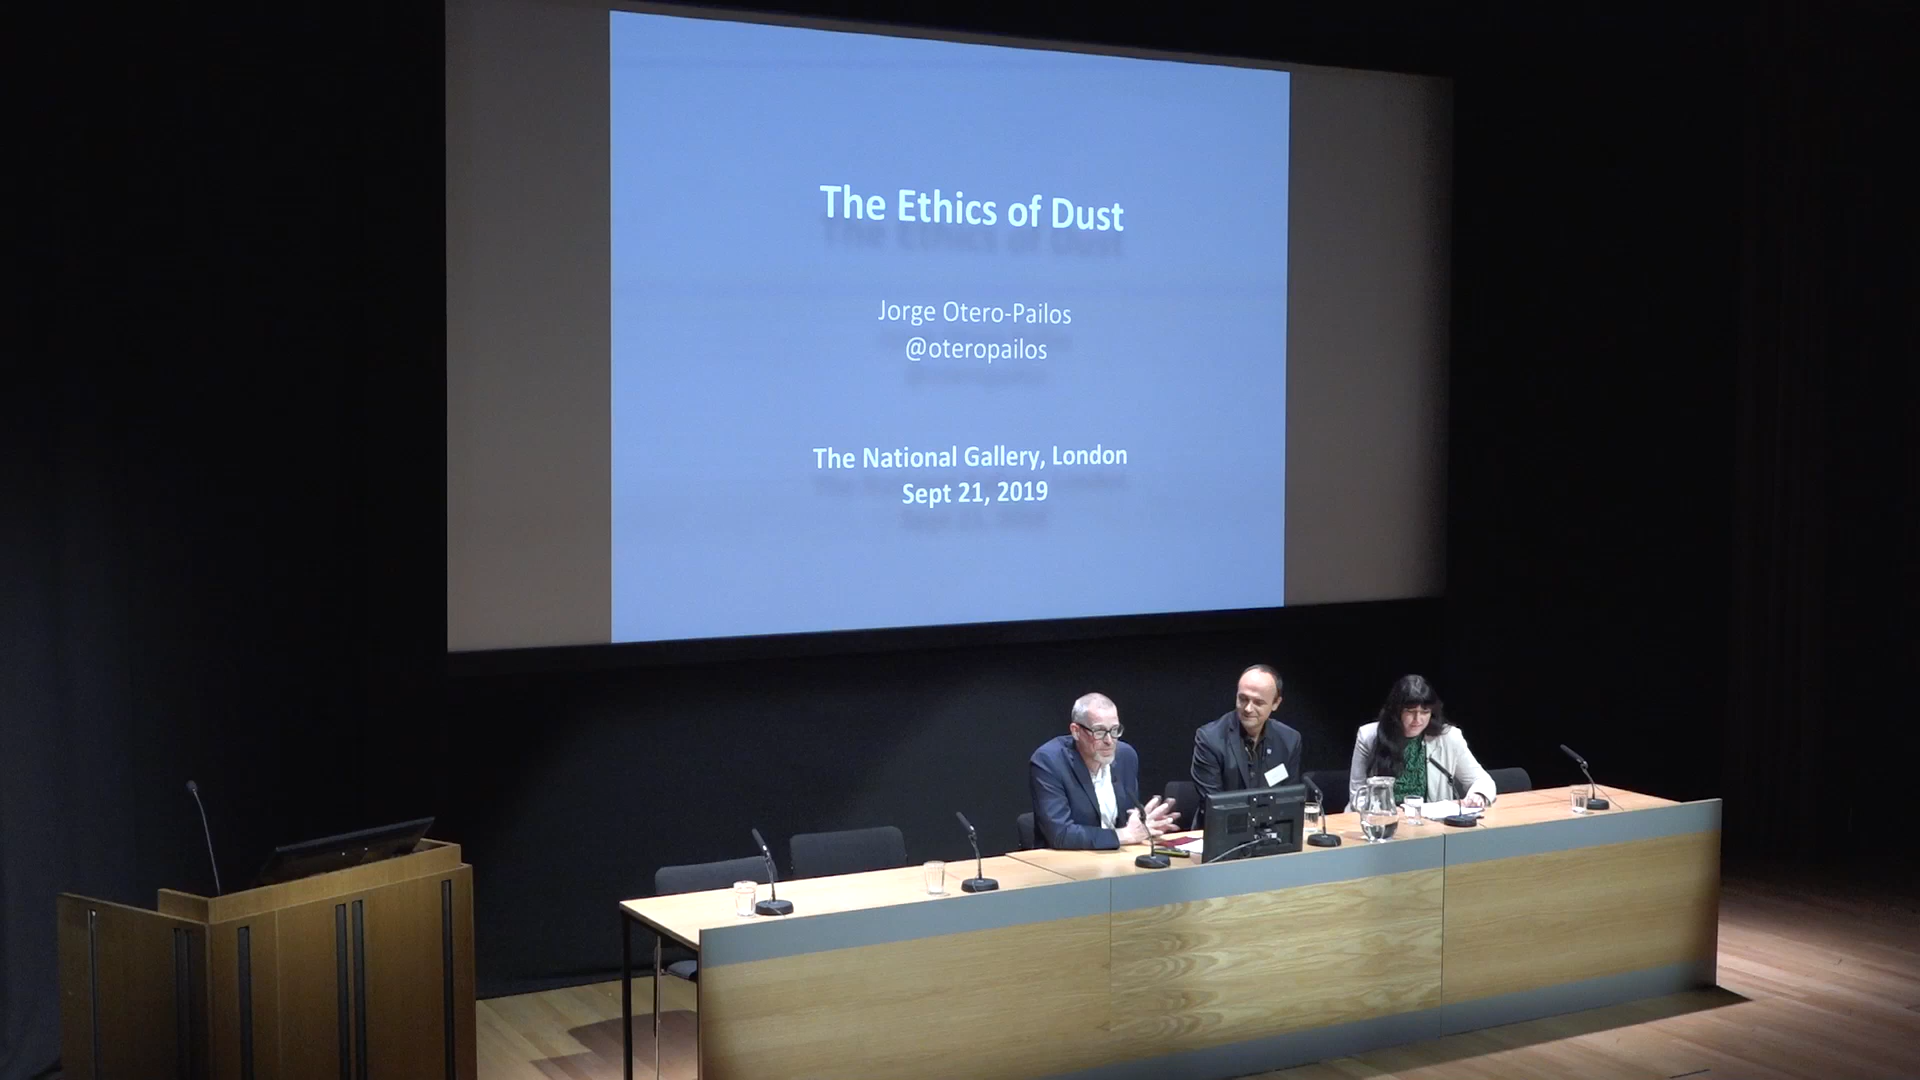 The Ethics of Dust
Jorge Otero-Pailos
@oteropailos
The National Gallery, London
Sept 21, 2019